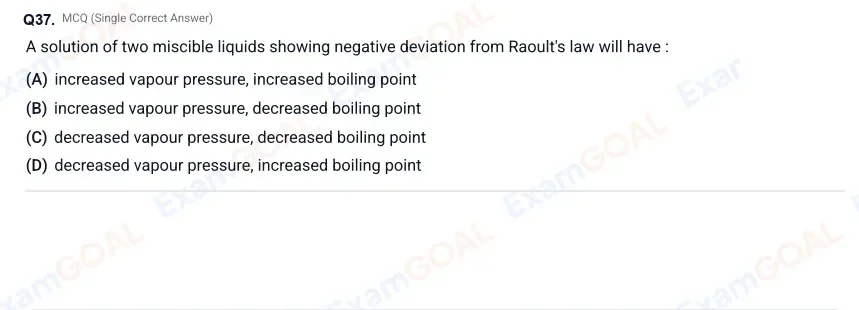 Q37. MCQ (Single Correct Answer)
A solution of two miscible liquids showing negative deviation from Raoult's law will have :
(A) increased vapour pressure, increased boiling point
(B) increased vapour pressure, decreased boiling point
(C) decreased vapour pressure, decreased boiling point
(D) decreased vapour pressure, increased boiling point
ExamGOAL